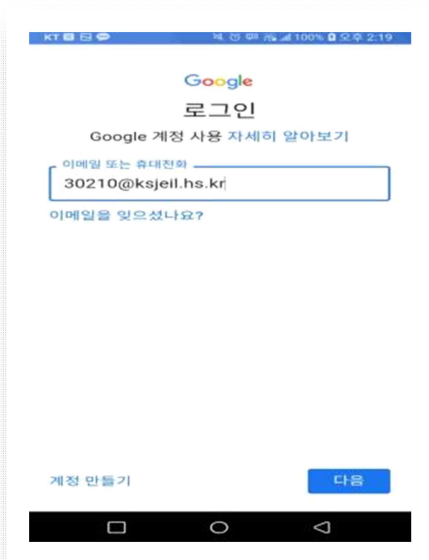 KT 100% 오후 2:19
Google
로그인
Google 계정 사용 자세히 알아보기
이메일 또는 휴대전화
30210@ksjeil.hs.kr
이메일을 잊으셨나요?
계정 만들기 다음